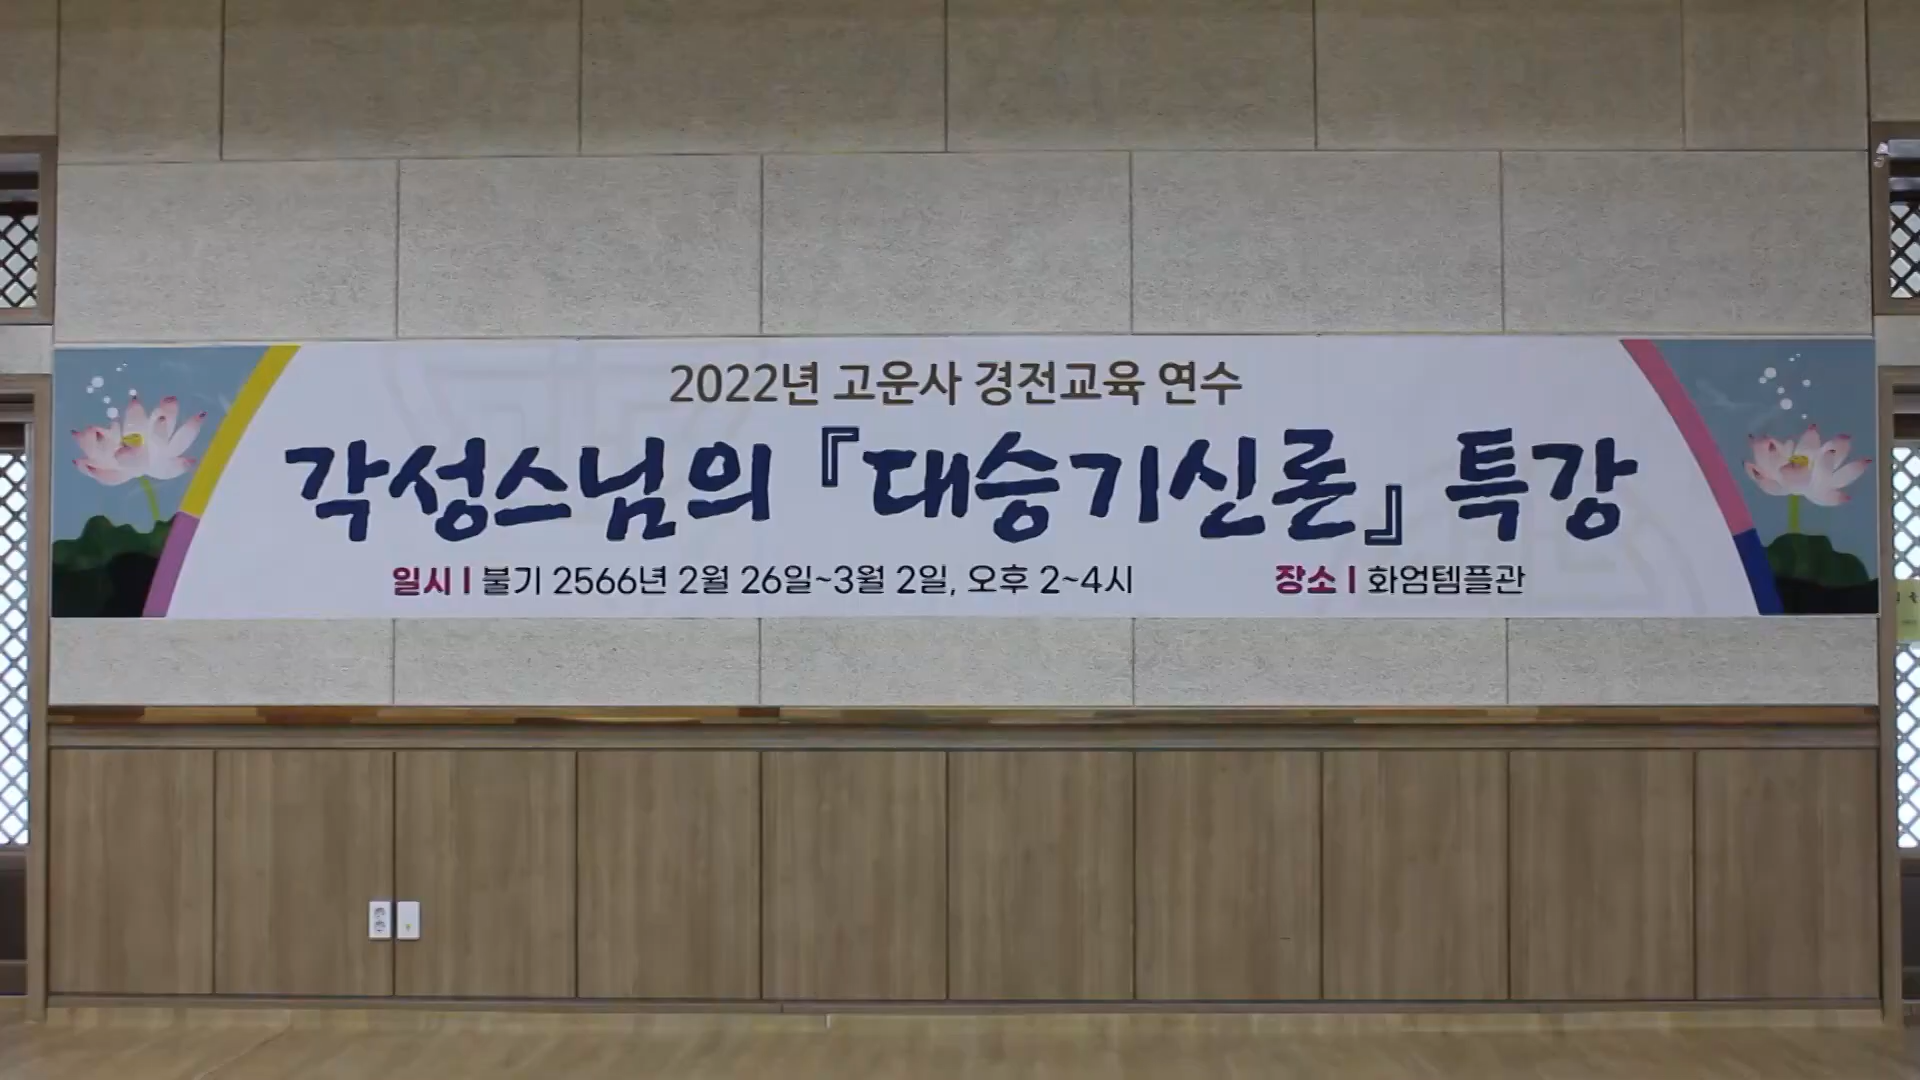 2022년 고운사 경전교육 연수
각성스님의 『대승기신론』 특강
일시 | 불기 2566년 2월 26일~3월 2일, 오후 2~4시
장소 | 화엄템플관